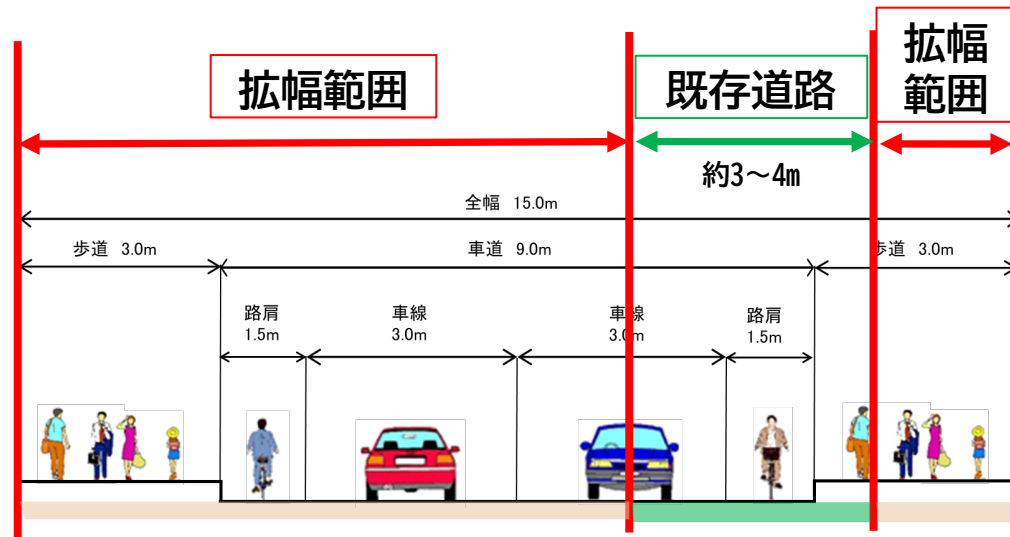 拡幅範囲
既存道路
拡幅
範囲
約3~4m
全幅 15.0m
歩道 3.0m
車道 9.0m
歩道 3.0m
路肩
1.5m
車線
3.0m
車線
3.0m
路肩
1.5m